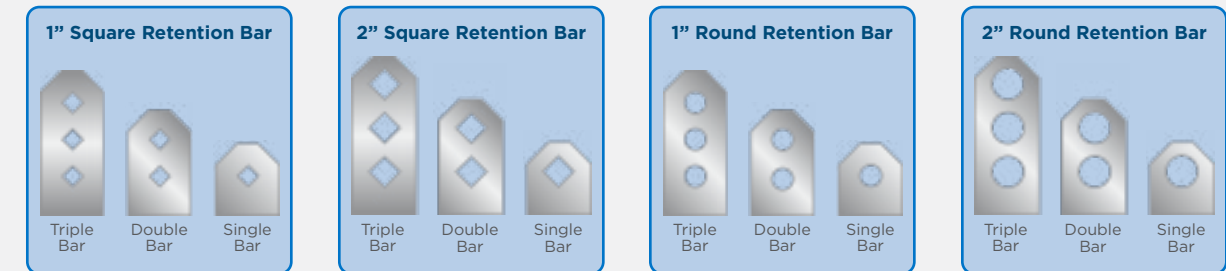 1” Square Retention Bar
Triple Bar
Double Bar
Single Bar
2” Square Retention Bar
Triple Bar
Double Bar
Single Bar
1” Round Retention Bar
Triple Bar
Double Bar
Single Bar
2” Round Retention Bar
Triple Bar
Double Bar
Single Bar